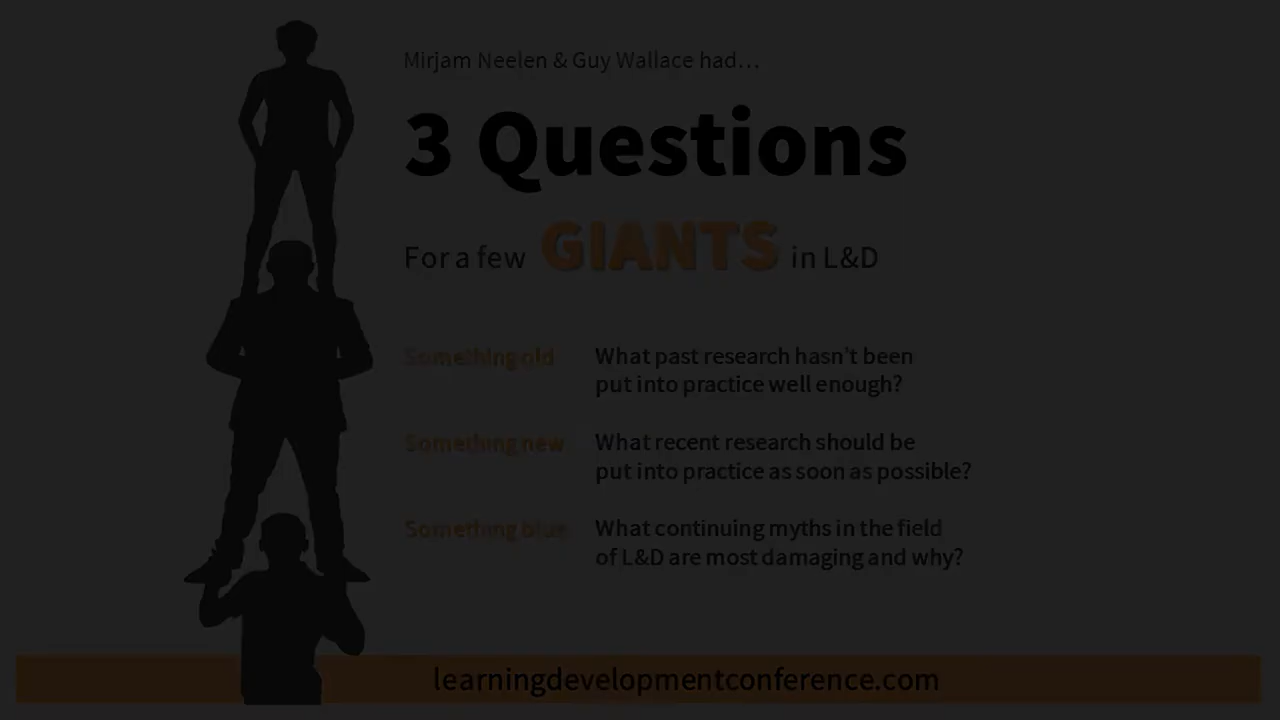 Mirjam Neelen & Guy Wallace had...
3 Questions
For a few GIANTS in L&D
Something old
What past research hasn't been
put into practice well enough?
Something new
What recent research should be
put into practice as soon as possible?
Something blue
What continuing myths in the field
of L&D are most damaging and why?
learningdevelopmentconference.com